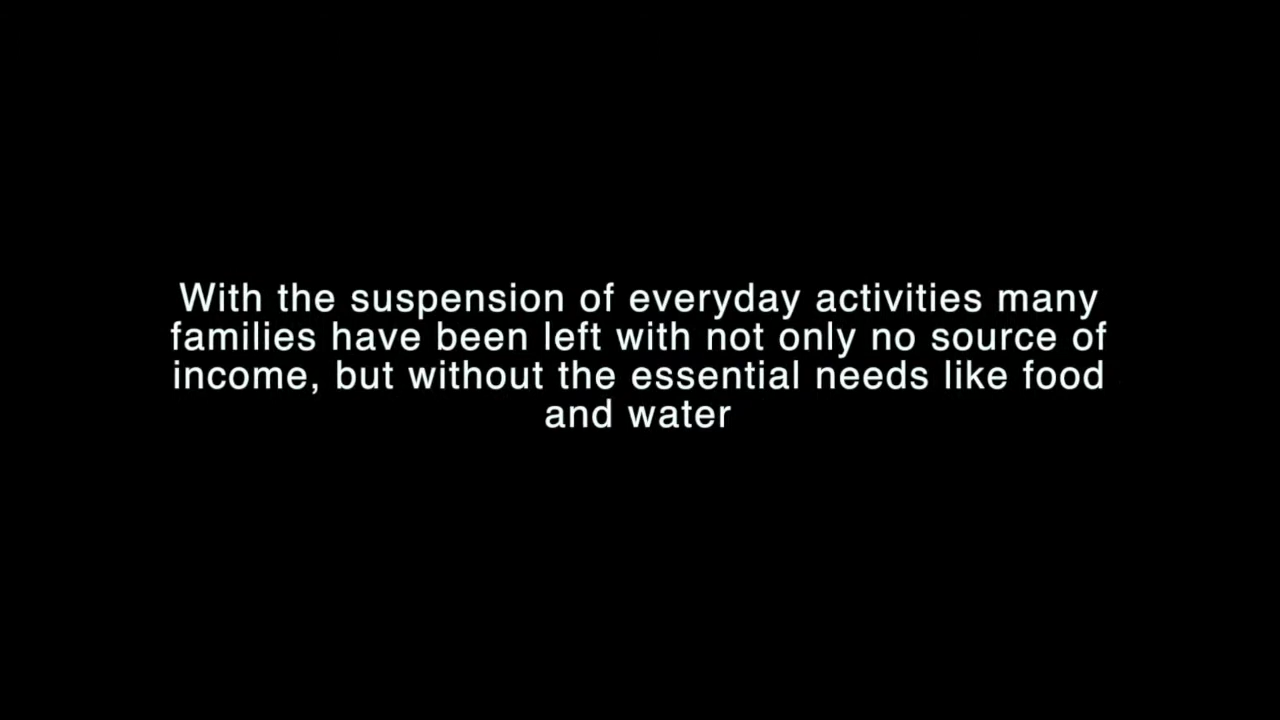 With the suspension of everyday activities many
families have been left with not only no source of
income, but without the essential needs like food
and water